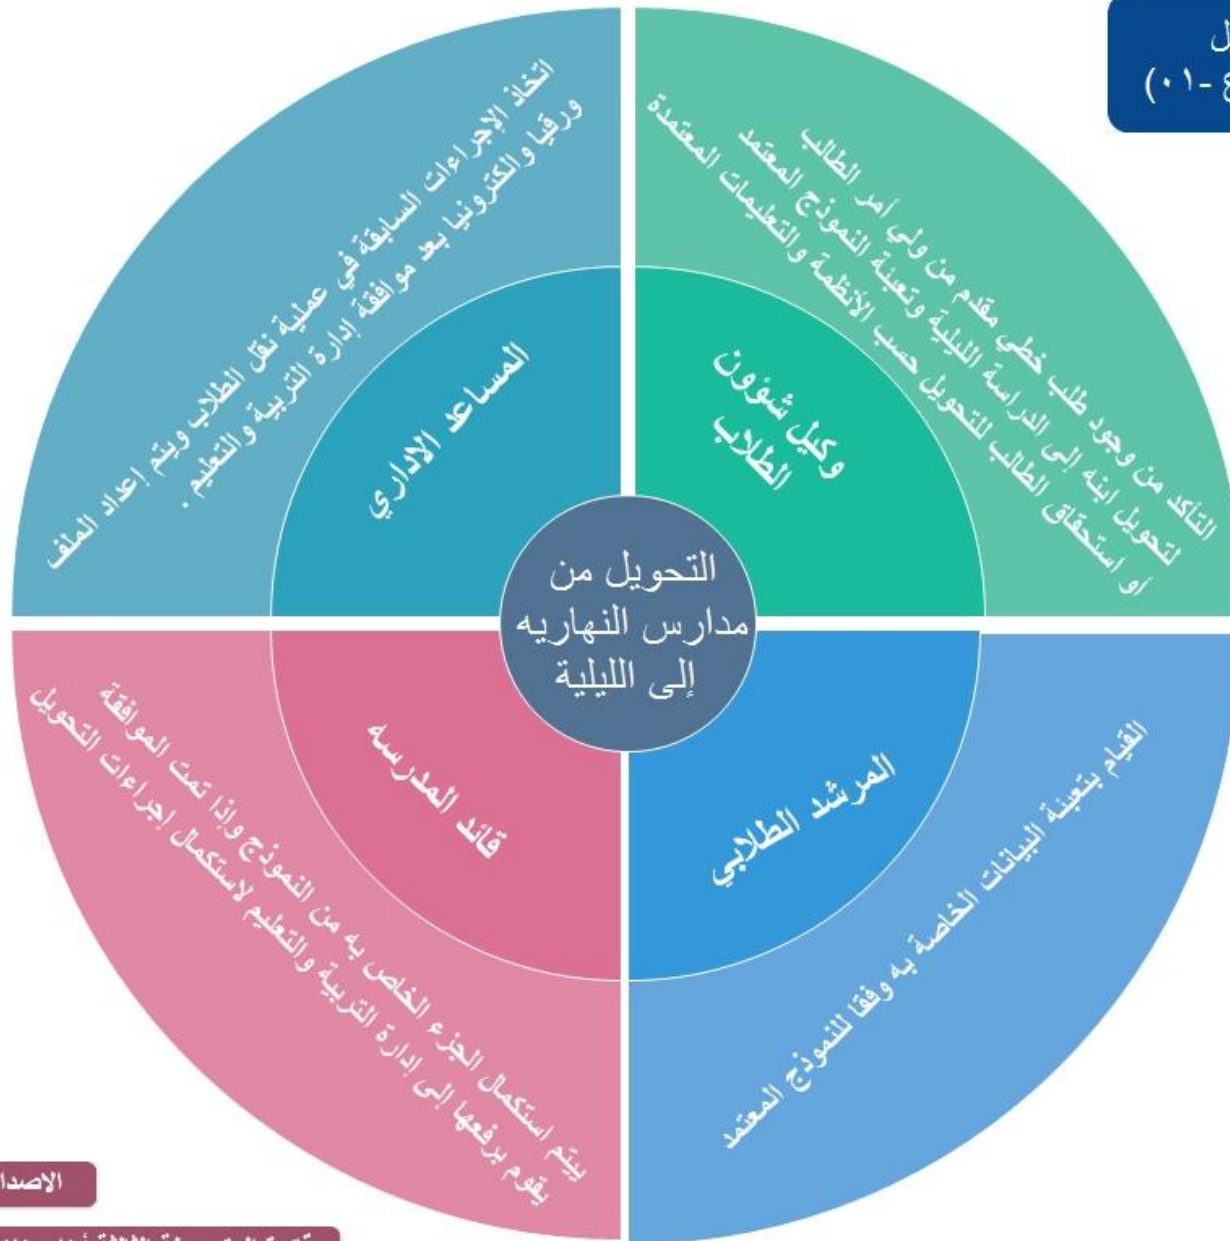 التحويل من
مدارس النهاريه
إلى الليلية
وكيل شؤون
الطلاب
التأكد من وجود طلب خطي مقدم من ولي أمر الطالب
لتحويل ابنه إلى الدراسة الليلية وتعبئة النموذج المعتمد
أو استحقاق الطالب للتحويل حسب الأنظمة والتعليمات المعتمدة
المرشد الطلابي
القيام بتعبئة البيانات الخاصة به وفقا للنموذج المعتمد
قائد المدرسه
ييتم استكمال الجزء الخاص به من النموذج وإذا تمت الموافقة
يقوم برفعها إلى إدارة التربية والتعليم لاستكمال إجراءات التحويل
المساعد الاداري
اتخاذ الإجراءات السابقة في عملية نقل الطلاب ويتم إعداد الملف
ورقيا والكترونيا بعد موافقة إدارة التربية والتعليم .